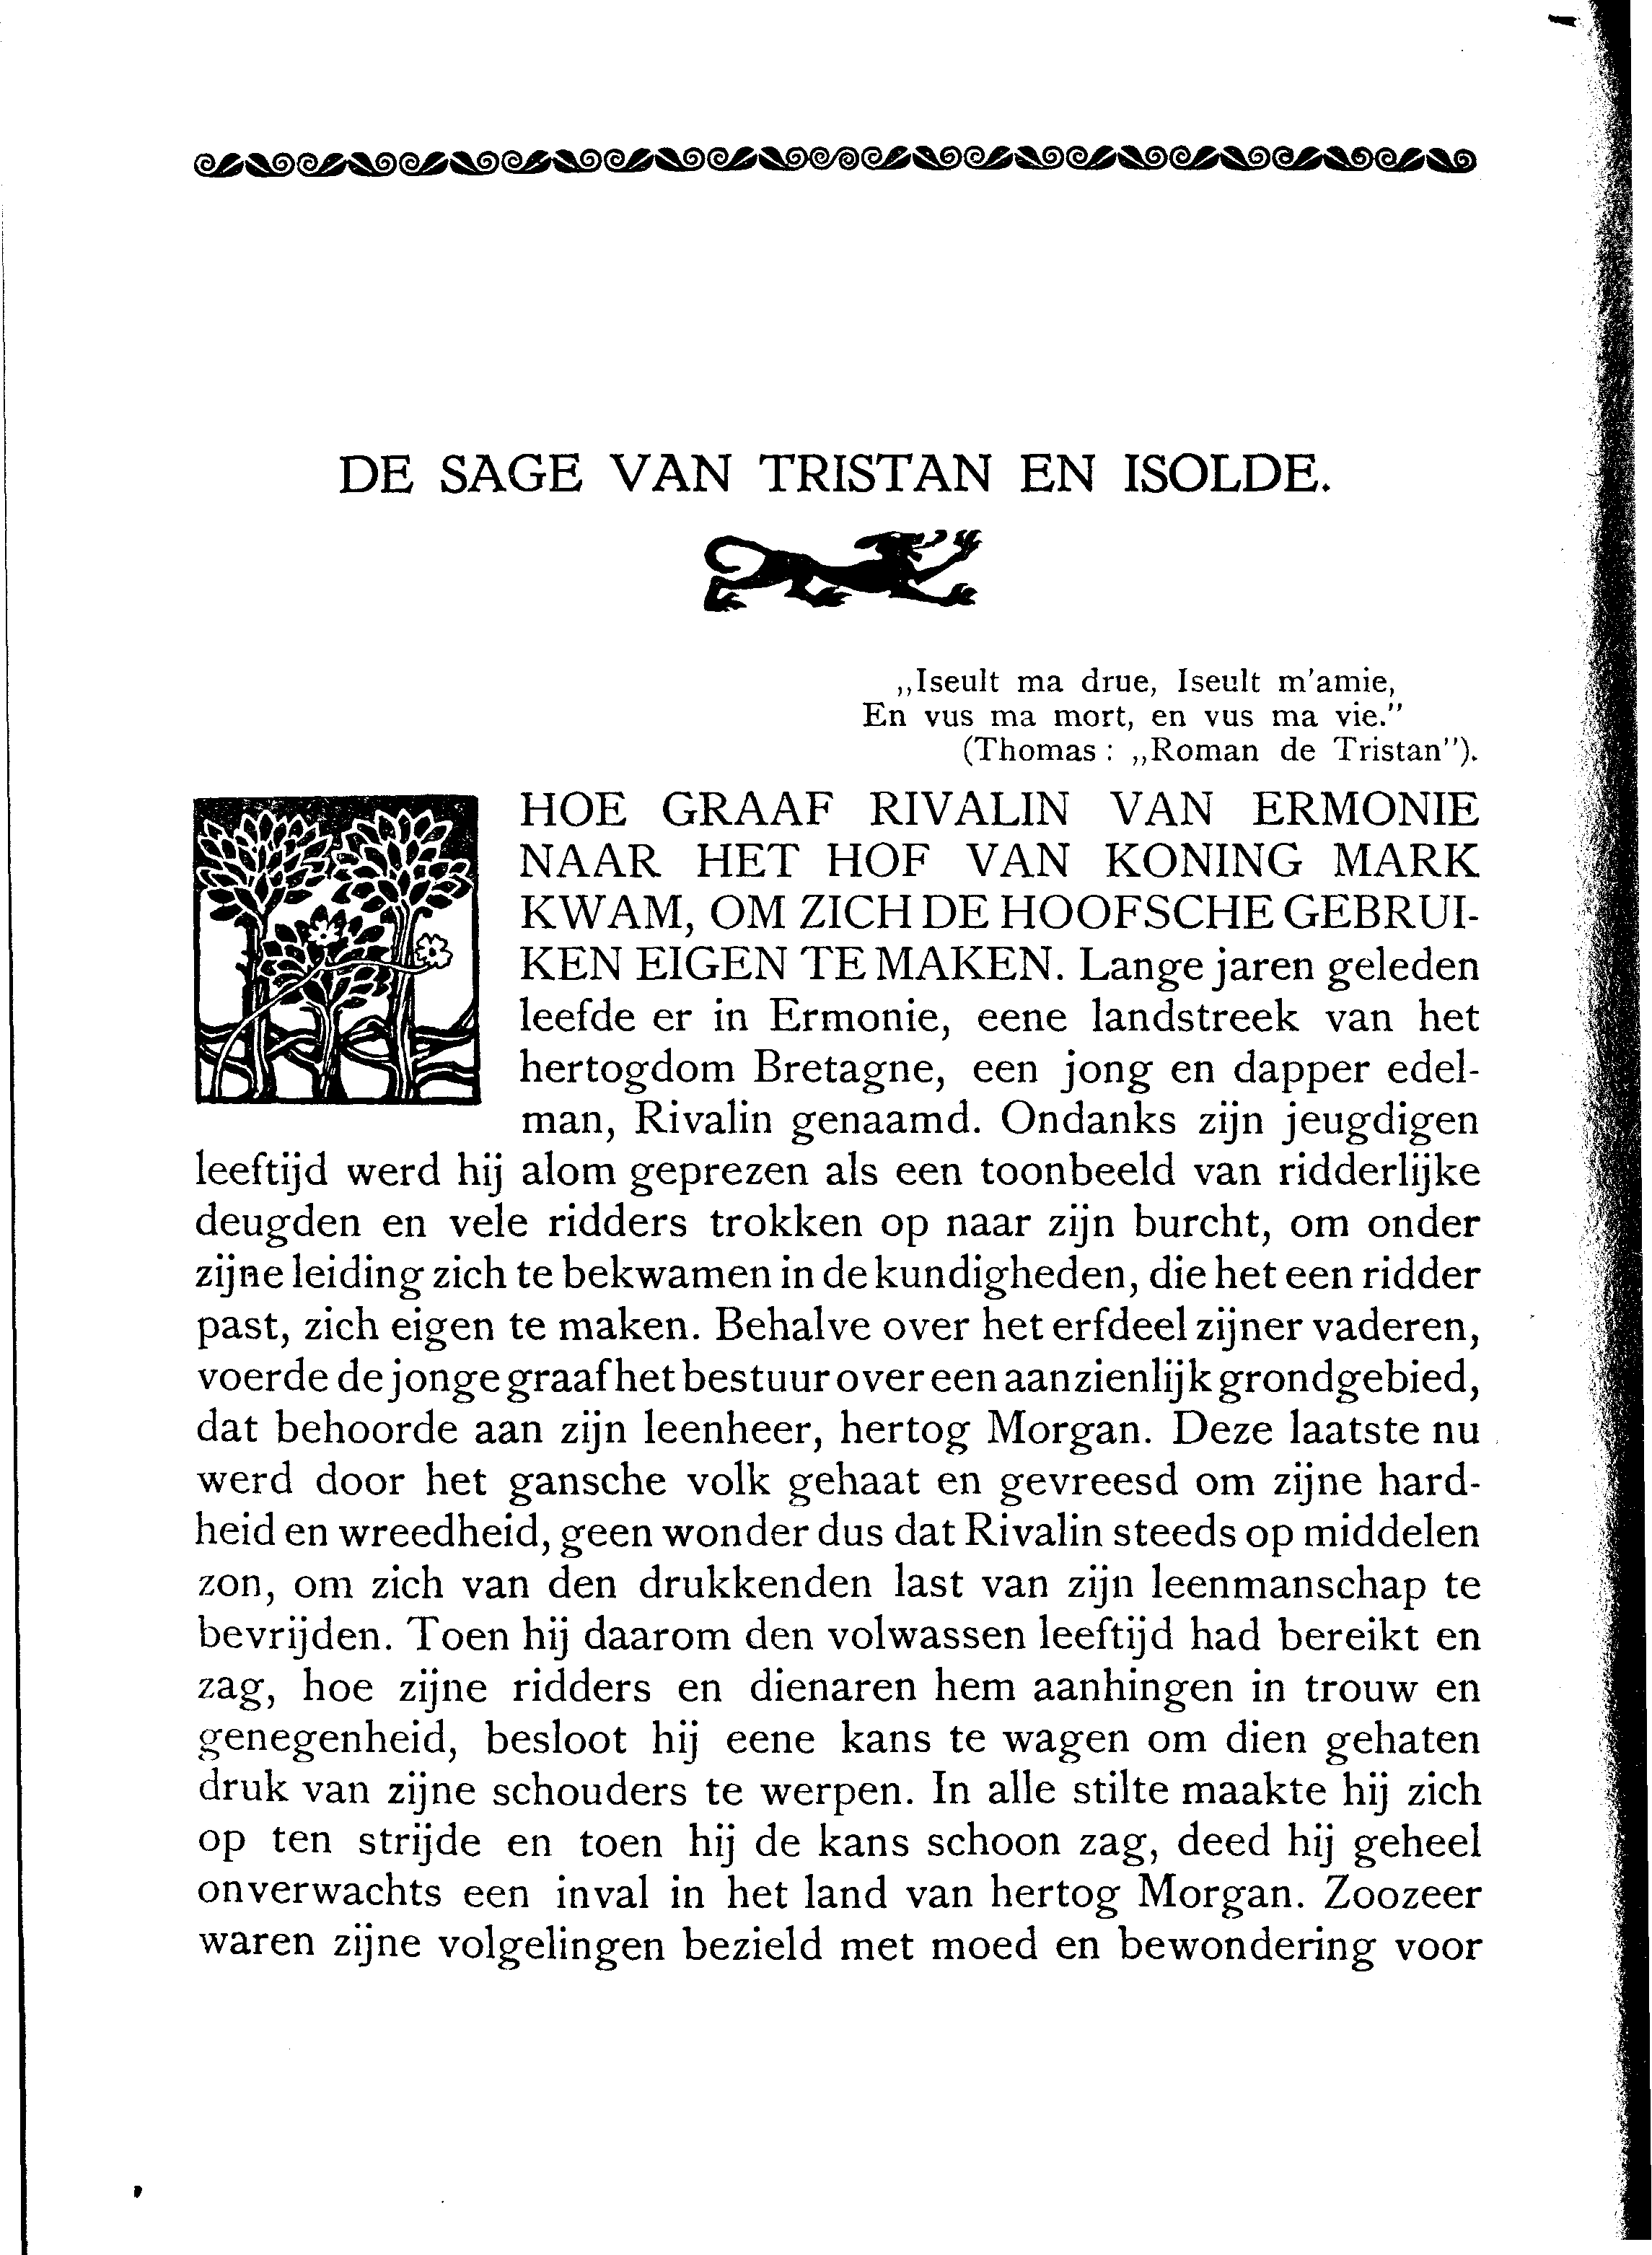 DE SAGE VAN TRISTAN EN ISOLDE.
„Iseult ma drue, Iseult m'amie,
En vus ma mort, en vus ma vie."
(Thomas: „Roman de Tristan").
HOE GRAAF RIVALIN VAN ERMONIE
NAAR HET HOF VAN KONING MARK
KWAM, OM ZICH DE HOOFSCHE GEBRUI-
KEN EIGEN TE MAKEN. Lange jaren geleden
leefde er in Ermonie, eene landstreek van het
hertogdom Bretagne, een jong en dapper edel-
man, Rivalin genaamd. Ondanks zijn jeugdigen
leeftijd werd hij alom geprezen als een toonbeeld van ridderlijke
deugden en vele ridders trokken op naar zijn burcht, om onder
zijne leiding zich te bekwamen in de kundigheden, die het een ridder
past, zich eigen te maken. Behalve over het erfdeel zijner vaderen,
voerde de jonge graaf het bestuur over een aanzienlijk grondgebied,
dat behoorde aan zijn leenheer, hertog Morgan. Deze laatste nu
werd door het gansche volk gehaat en gevreesd om zijne hard-
heid en wreedheid, geen wonder dus dat Rivalin steeds op middelen
zon, om zich van den drukkenden last van zijn leenmanschap te
bevrijden. Toen hij daarom den volwassen leeftijd had bereikt en
zag, hoe zijne ridders en dienaren hem aanhingen in trouw en
genegenheid, besloot hij eene kans te wagen om dien gehaten
druk van zijne schouders te werpen. In alle stilte maakte hij zich
op ten strijde en toen hij de kans schoon zag, deed hij geheel
onverwachts een inval in het land van hertog Morgan. Zoozeer
waren zijne volgelingen bezield met moed en bewondering voor